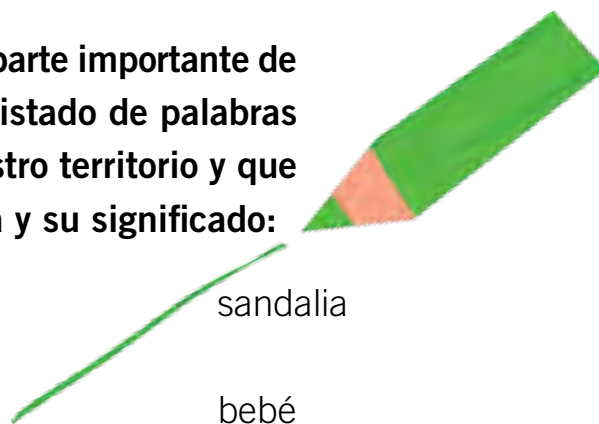 parte importante de
istado de palabras
stro territorio y que
y su significado:
sandalia
bebé